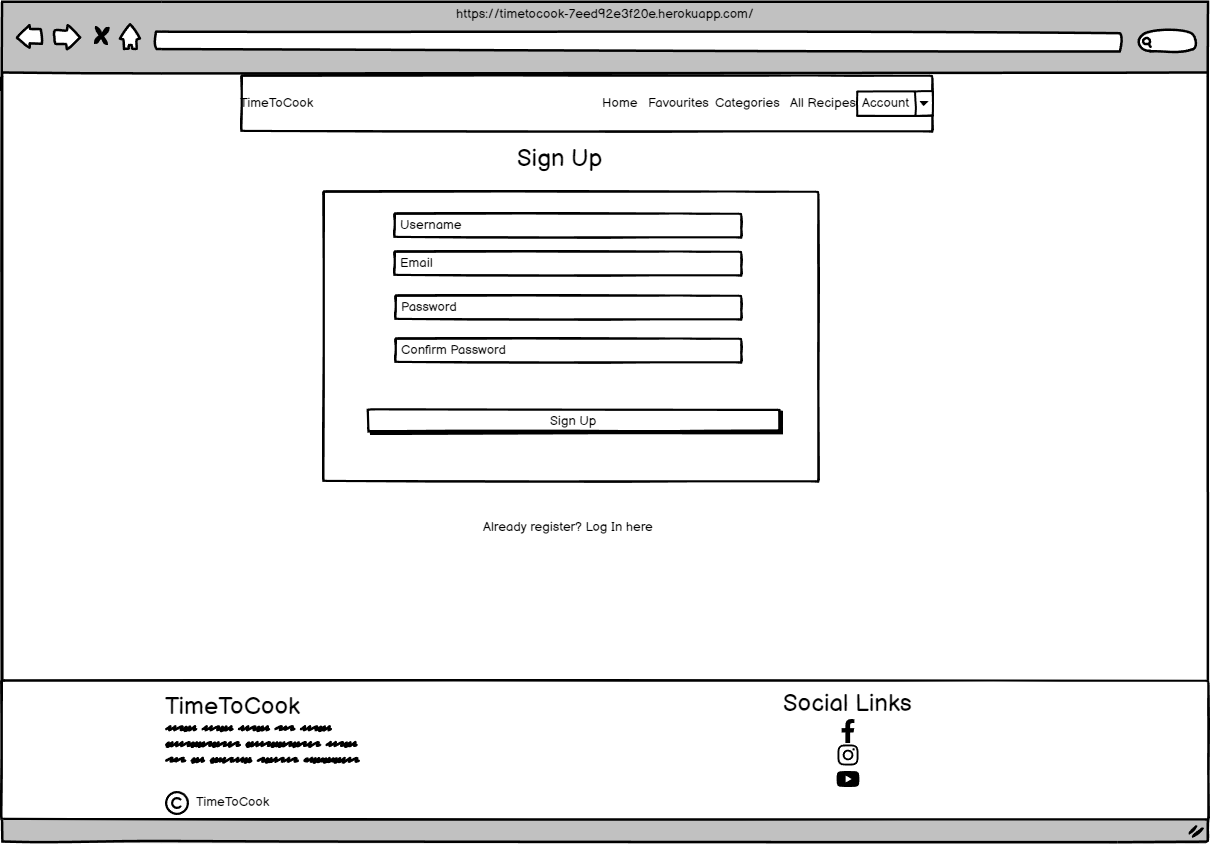 https://timetocook-7eed92e3f20e.herokuapp.com/
TimeToCook Home Favourites Categories All Recipes Account
Sign Up
Username
Email
Password
Confirm Password
Sign Up
Already register? Log In here
TimeToCook
Social Links
© TimeToCook